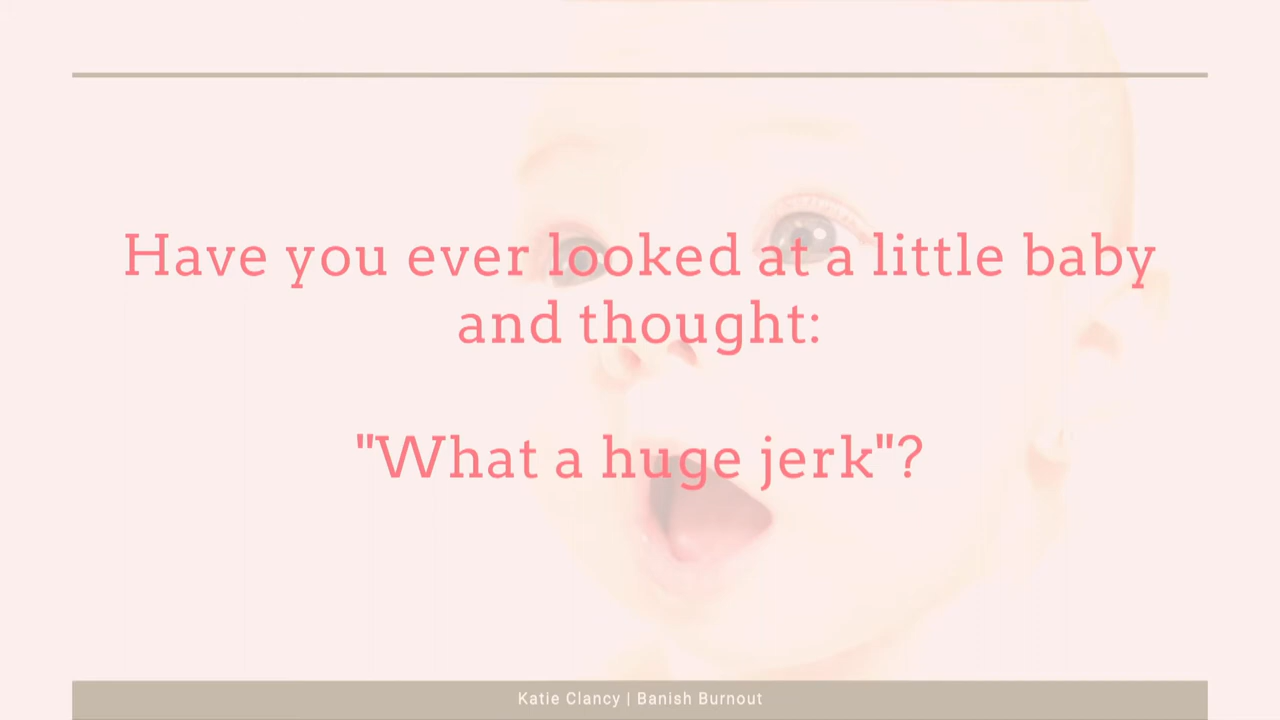 Have you ever looked at a little baby
and thought:
"What a huge jerk"?
Katie Clancy | Banish Burnout